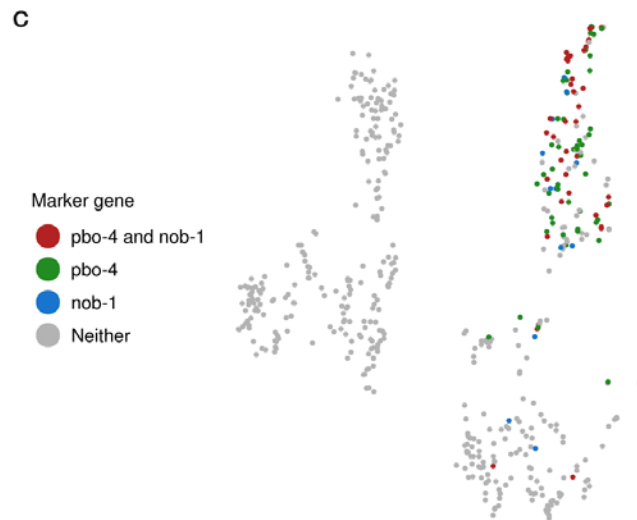 c
Marker gene
pbo-4 and nob-1
pbo-4
nob-1
Neither